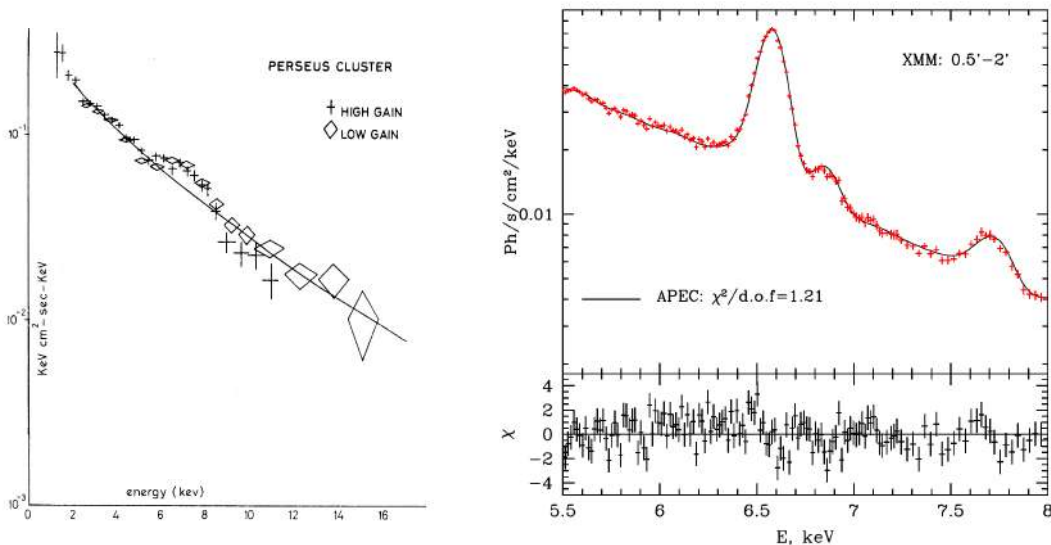 PERSEUS CLUSTER
HIGH GAIN
LOW GAIN
10⁻¹
10⁻²
10⁻³
KeV cm²-sec-KeV
energy (kev)
0 2 4 6 8 10 12 14 16
XMM: 0.5'-2'
Ph/s/cm²/keV
0.01
APEC: χ²/d.o.f=1.21
χ
4
2
0
-2
-4
5.5 6 6.5 7 7.5 8
E, keV